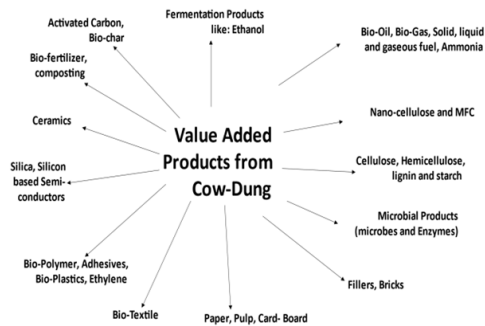 Fermentation Products
like: Ethanol
Activated Carbon,
Bio-char
Bio-Oil, Bio-Gas, Solid, liquid
and gaseous fuel, Ammonia
Bio-fertilizer,
composting
Nano-cellulose and MFC
Ceramics
Value Added
Products from
Cow-Dung
Cellulose, Hemicellulose,
lignin and starch
Silica, Silicon
based Semi-
conductors
Microbial Products
(microbes and Enzymes)
Bio-Polymer, Adhesives,
Bio-Plastics, Ethylene
Fillers, Bricks
Bio-Textile
Paper, Pulp, Card- Board